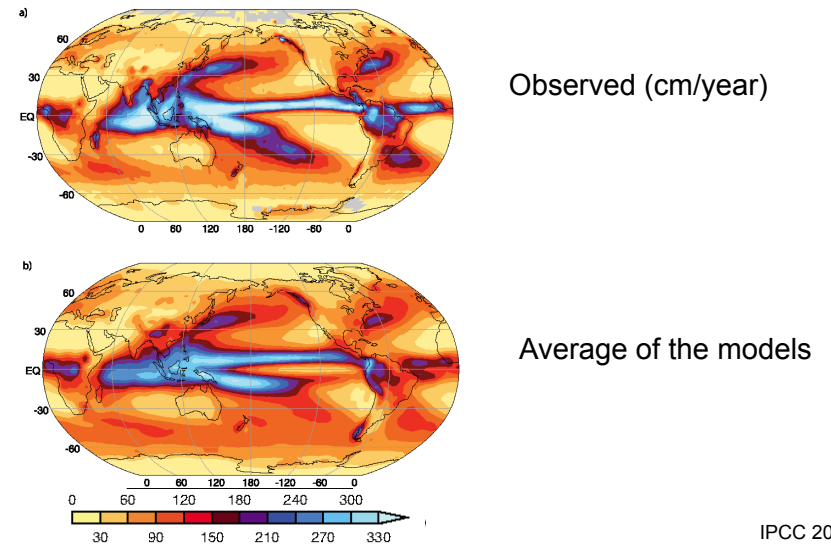 a)
60
30
EQ
-30
-60
0 60 120 180 -120 -60 0
Observed (cm/year)
b)
60
30
EQ
-30
-60
0 60 120 180 -120 -60 0
Average of the models
0 60 120 180 240 300
30 90 150 210 270 330
IPCC 20